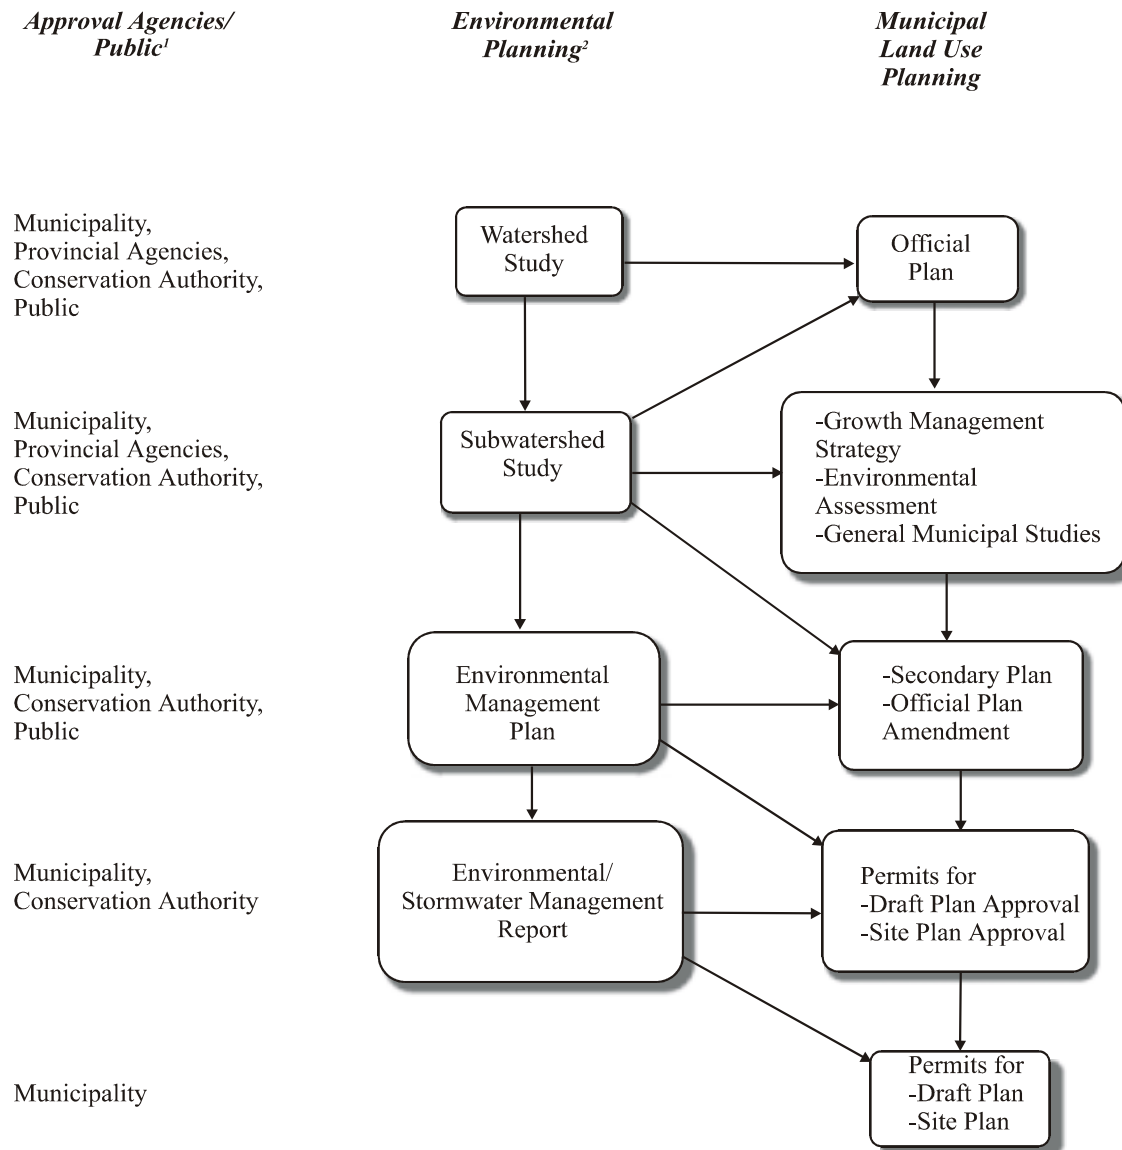 Approval Agencies/
Public¹
Environmental
Planning²
Municipal
Land Use
Planning
Municipality,
Provincial Agencies,
Conservation Authority,
Public
Watershed
Study
Official
Plan
Municipality,
Provincial Agencies,
Conservation Authority,
Public
Subwatershed
Study
-Growth Management
Strategy
-Environmental
Assessment
-General Municipal Studies
Municipality,
Conservation Authority,
Public
Environmental
Management
Plan
-Secondary Plan
-Official Plan
Amendment
Municipality,
Conservation Authority
Environmental/
Stormwater Management
Report
Permits for
-Draft Plan Approval
-Site Plan Approval
Municipality
Permits for
-Draft Plan
-Site Plan